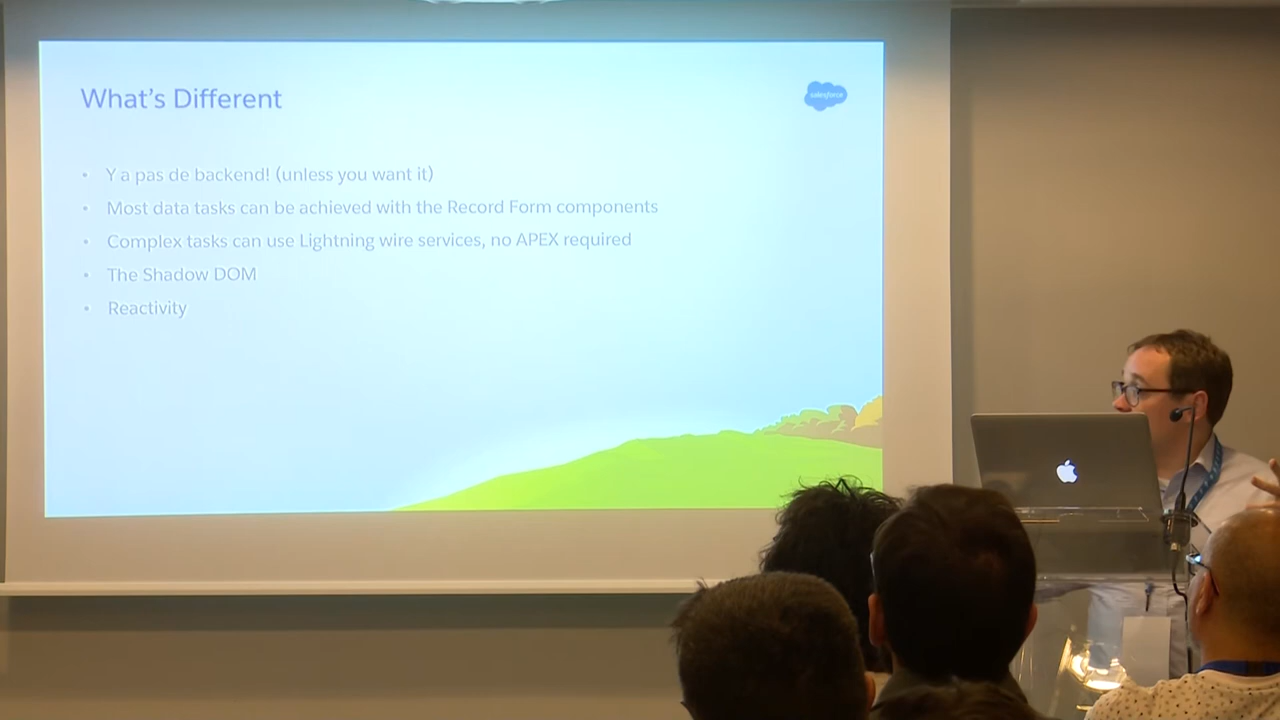 What's Different
salesforce
• Y a pas de backend! (unless you want it)
• Most data tasks can be achieved with the Record Form components
• Complex tasks can use Lightning wire services, no APEX required
• The Shadow DOM
• Reactivity